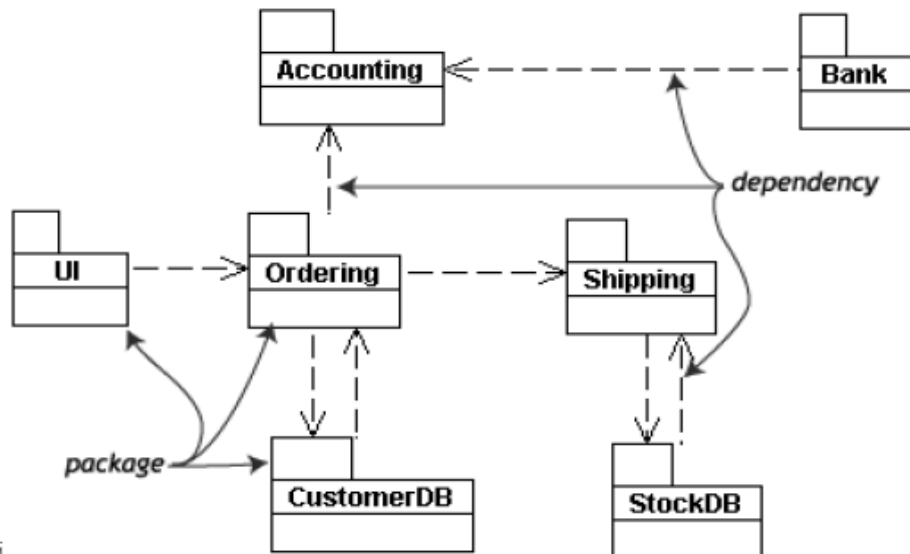 Accounting
Bank
dependency
UI
Ordering
Shipping
package
CustomerDB
StockDB